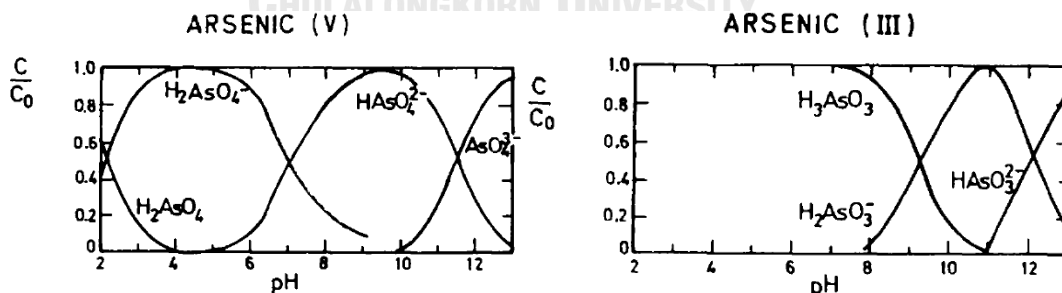 CHULALONGKORN UNIVERSITY
ARSENIC (V)
C
C₀
1.0
0.8
0.6
0.4
0.2
0
H₂AsO₄⁻
HAsO₄²⁻
AsO₄³⁻
H₂AsO₄
2 4 6 8 10 12
pH
ARSENIC (III)
C
C₀
1.0
0.8
0.6
0.4
0.2
0
H₃AsO₃
HAsO₃²⁻
H₂AsO₃⁻
2 4 6 8 10 12
pH